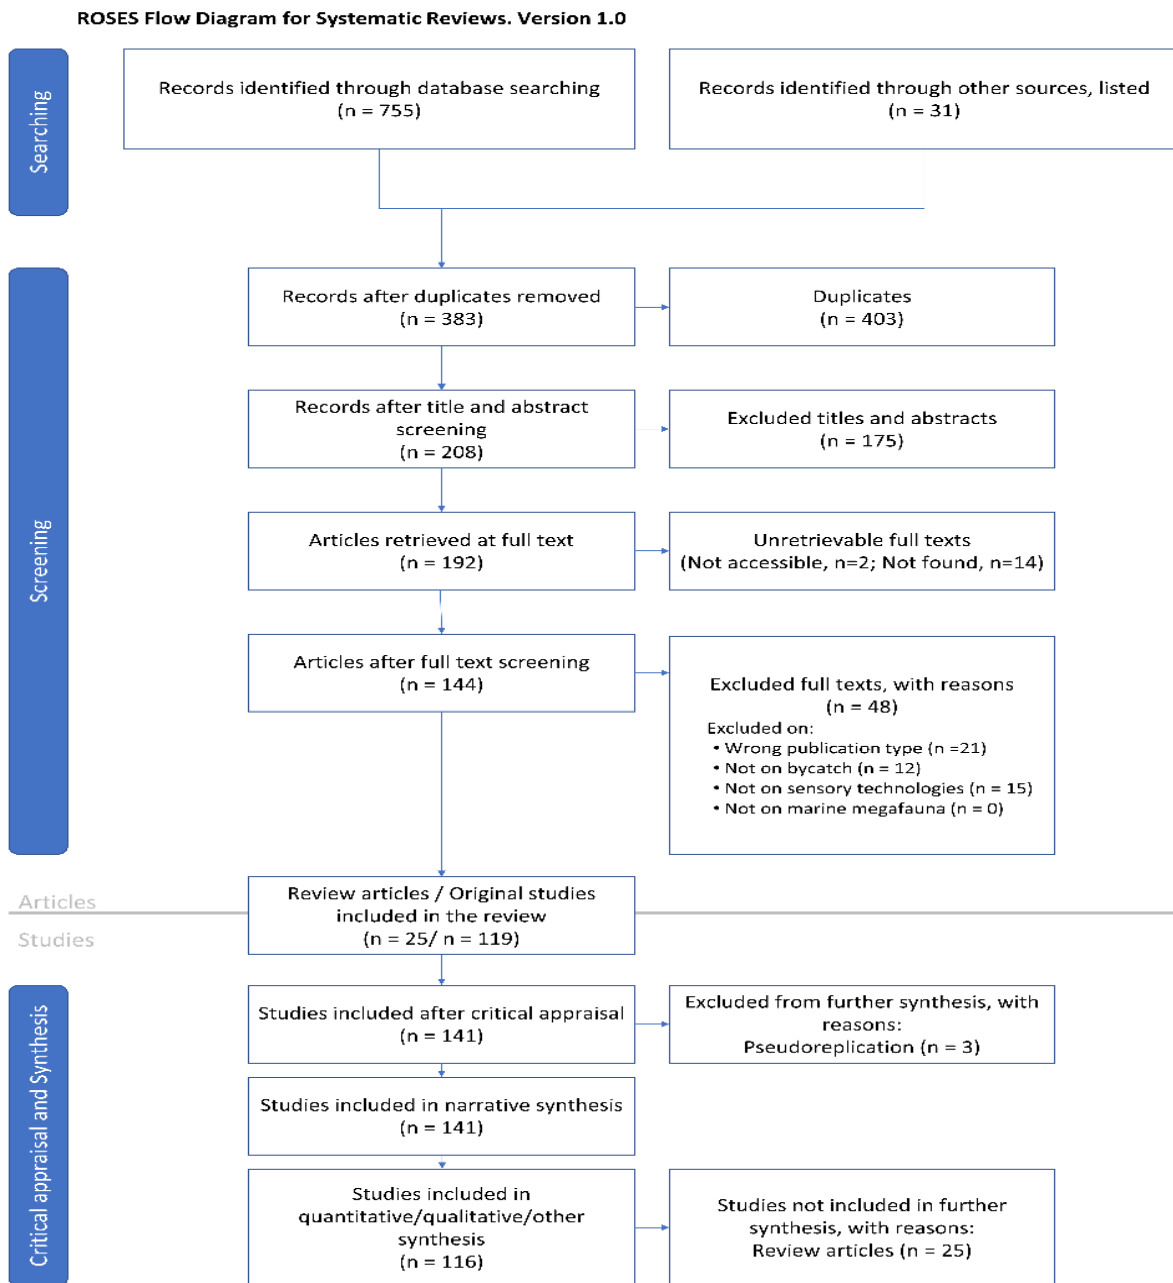 ROSES Flow Diagram for Systematic Reviews. Version 1.0
Searching
Records identified through database searching
(n = 755)
Records identified through other sources, listed
(n = 31)
Screening
Records after duplicates removed
(n = 383)
Duplicates
(n = 403)
Records after title and abstract
screening
(n = 208)
Excluded titles and abstracts
(n = 175)
Articles retrieved at full text
(n = 192)
Unretrievable full texts
(Not accessible, n=2; Not found, n=14)
Articles after full text screening
(n = 144)
Excluded full texts, with reasons
(n = 48)
Excluded on:
• Wrong publication type (n =21)
• Not on bycatch (n = 12)
• Not on sensory technologies (n = 15)
• Not on marine megafauna (n = 0)
Articles
Studies
Review articles / Original studies
included in the review
(n = 25/ n = 119)
Critical appraisal and Synthesis
Studies included after critical appraisal
(n = 141)
Excluded from further synthesis, with
reasons:
Pseudoreplication (n = 3)
Studies included in narrative synthesis
(n = 141)
Studies included in
quantitative/qualitative/other
synthesis
(n = 116)
Studies not included in further
synthesis, with reasons:
Review articles (n = 25)